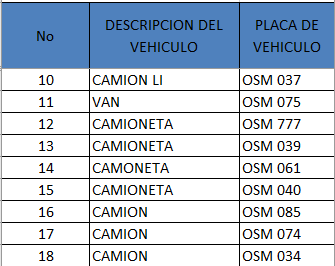 No DESCRIPCION DEL VEHICULO PLACA DE VEHICULO
10 CAMION LI OSM 037
11 VAN OSM 075
12 CAMIONETA OSM 777
13 CAMIONETA OSM 039
14 CAMONETA OSM 061
15 CAMIONETA OSM 040
16 CAMION OSM 085
17 CAMION OSM 074
18 CAMION OSM 034